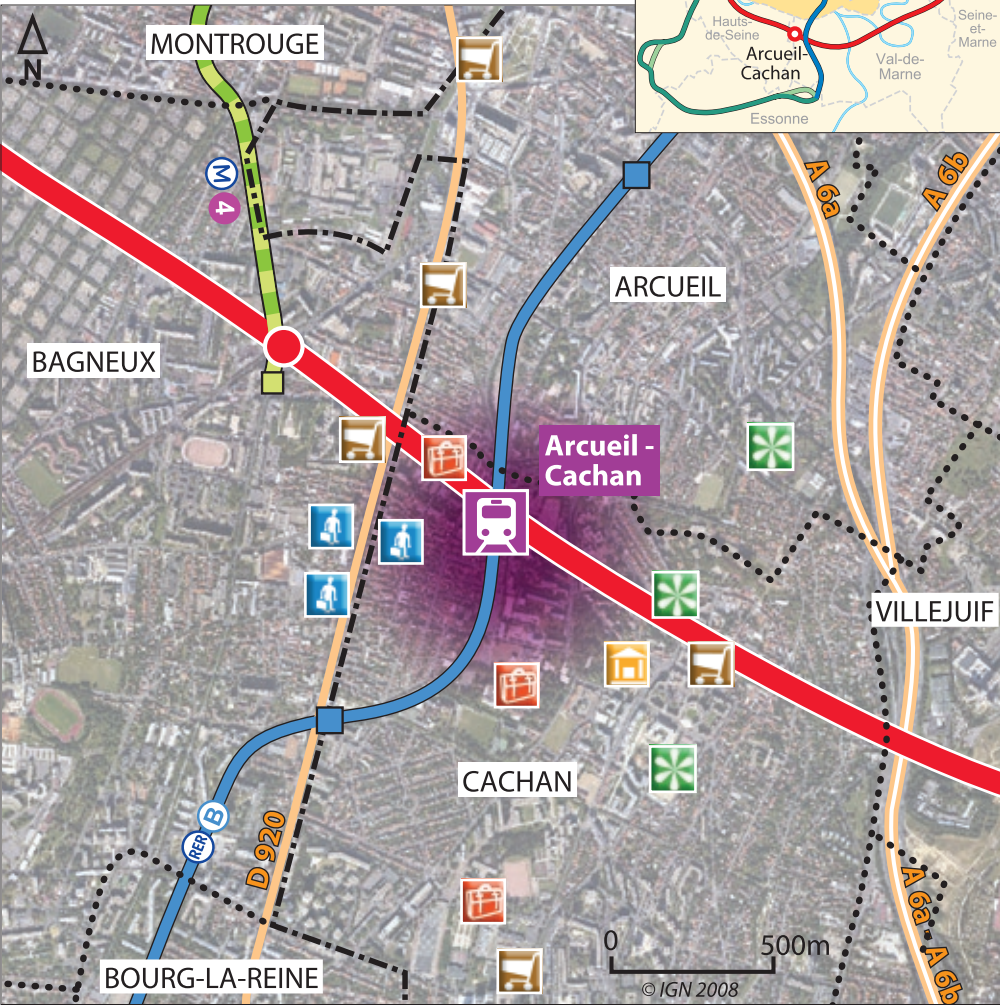 Hauts-
de-Seine
Seine-
et-
Marne
Arcueil-
Cachan
Val-de-
Marne
Essonne
MONTROUGE
N
M
4
A 6a
A 6b
ARCUEIL
BAGNEUX
Arcueil -
Cachan
VILLEJUIF
CACHAN
B
RER
D 920
A 6a - A 6b
0
500m
BOURG-LA-REINE
© IGN 2008